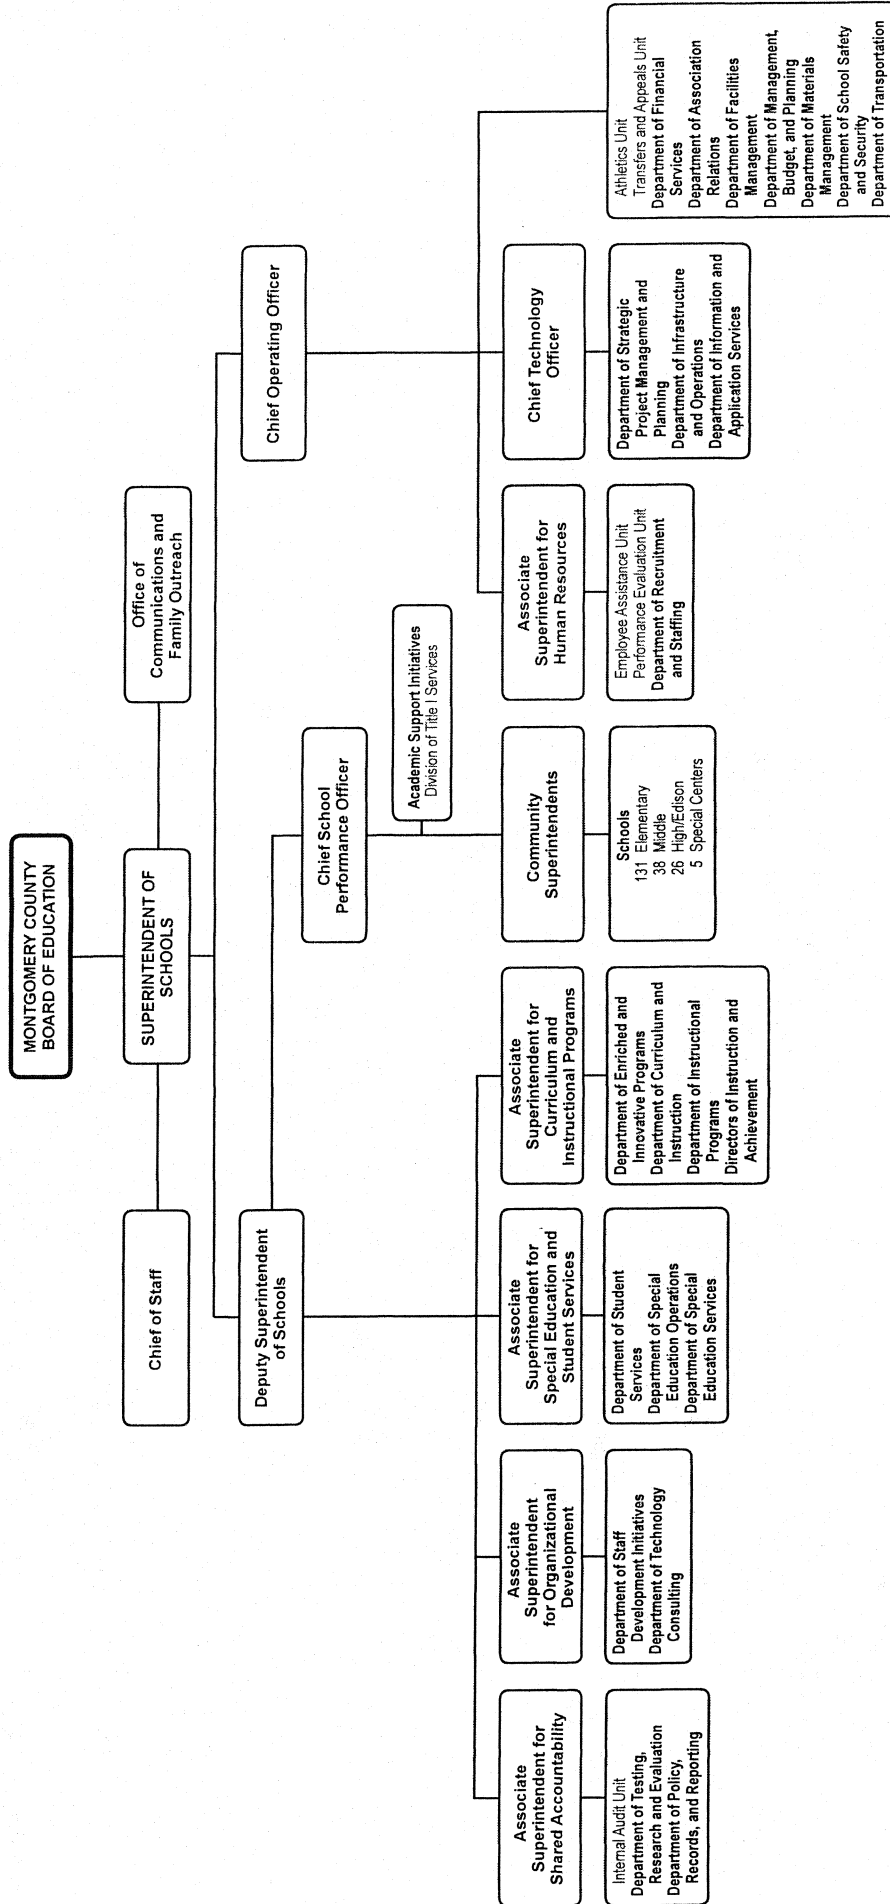 MONTGOMERY COUNTY
BOARD OF EDUCATION
Chief of Staff
SUPERINTENDENT OF
SCHOOLS
Office of
Communications and
Family Outreach
Deputy Superintendent
of Schools
Chief Operating Officer
Chief School
Performance Officer
Academic Support Initiatives
Division of Title I Services
Associate
Superintendent for
Shared Accountability
Associate
Superintendent
for Organizational
Development
Associate
Superintendent for
Special Education and
Student Services
Associate
Superintendent for
Curriculum and
Instructional Programs
Community
Superintendents
Associate
Superintendent for
Human Resources
Chief Technology
Officer
Internal Audit Unit
Department of Testing,
Research and Evaluation
Department of Policy,
Records, and Reporting
Department of Staff
Development Initiatives
Department of Technology
Consulting
Department of Student
Services
Department of Special
Education Operations
Department of Special
Education Services
Department of Enriched and
Innovative Programs
Department of Curriculum and
Instruction
Department of Instructional
Programs
Directors of Instruction and
Achievement
Schools
131 Elementary
38 Middle
26 High/Edison
5 Special Centers
Employee Assistance Unit
Performance Evaluation Unit
Department of Recruitment
and Staffing
Department of Strategic
Project Management and
Planning
Department of Infrastructure
and Operations
Department of Information and
Application Services
Athletics Unit
Transfers and Appeals Unit
Department of Financial
Services
Department of Association
Relations
Department of Facilities
Management
Department of Management,
Budget, and Planning
Department of Materials
Management
Department of School Safety
and Security
Department of Transportation